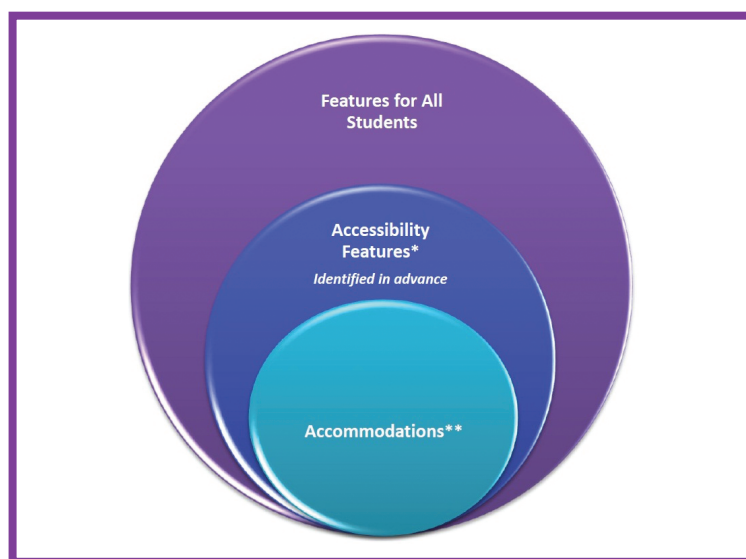 Features for All
Students
Accessibility
Features*
Identified in advance
Accommodations**